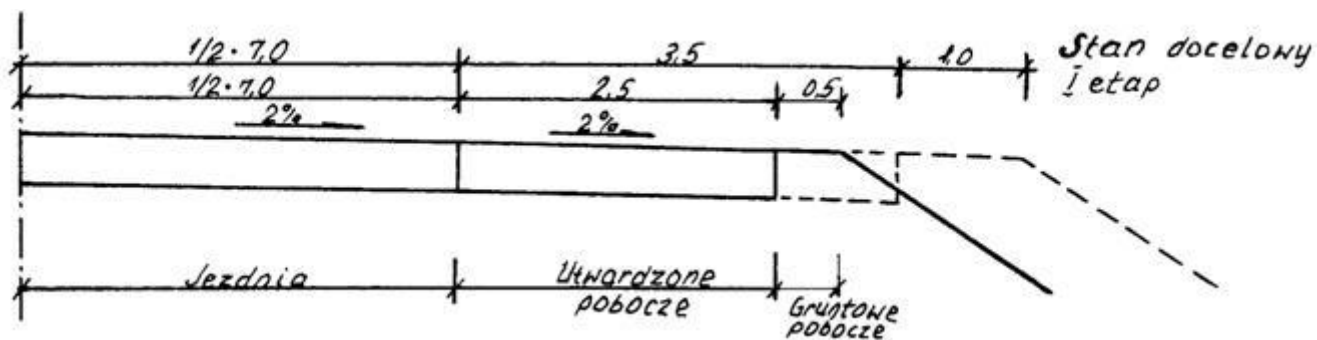 1/2·7,0 3,5 1,0 Stan docelowy
1/2·7,0 2,5 0,5 I etap
2% 2%
Jezdnia Utwardzone
pobocze
Gruntowe
pobocze